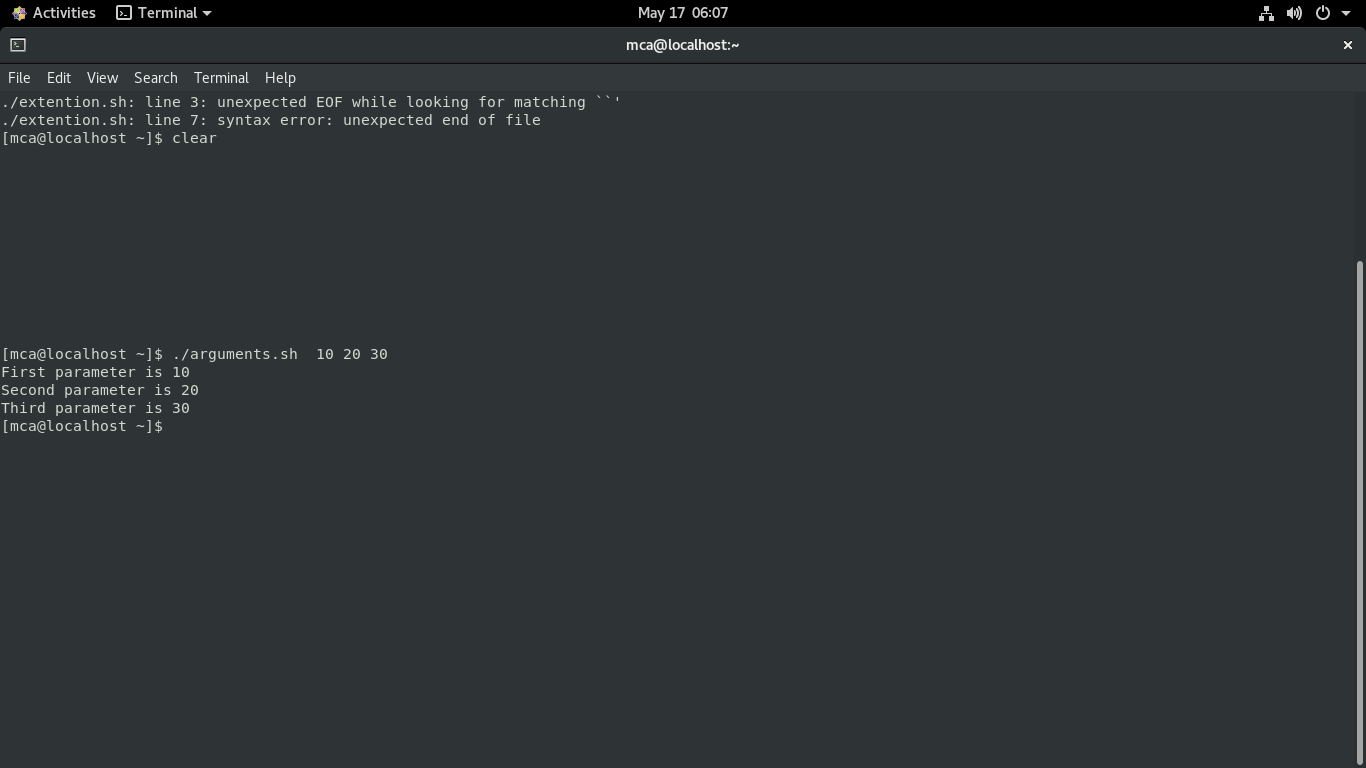 Activities Terminal May 17 06:07
mca@localhost:~ ×
File Edit View Search Terminal Help
./extention.sh: line 3: unexpected EOF while looking for matching ``'
./extention.sh: line 7: syntax error: unexpected end of file
[mca@localhost ~]$ clear
[mca@localhost ~]$ ./arguments.sh  10 20 30
First parameter is 10
Second parameter is 20
Third parameter is 30
[mca@localhost ~]$